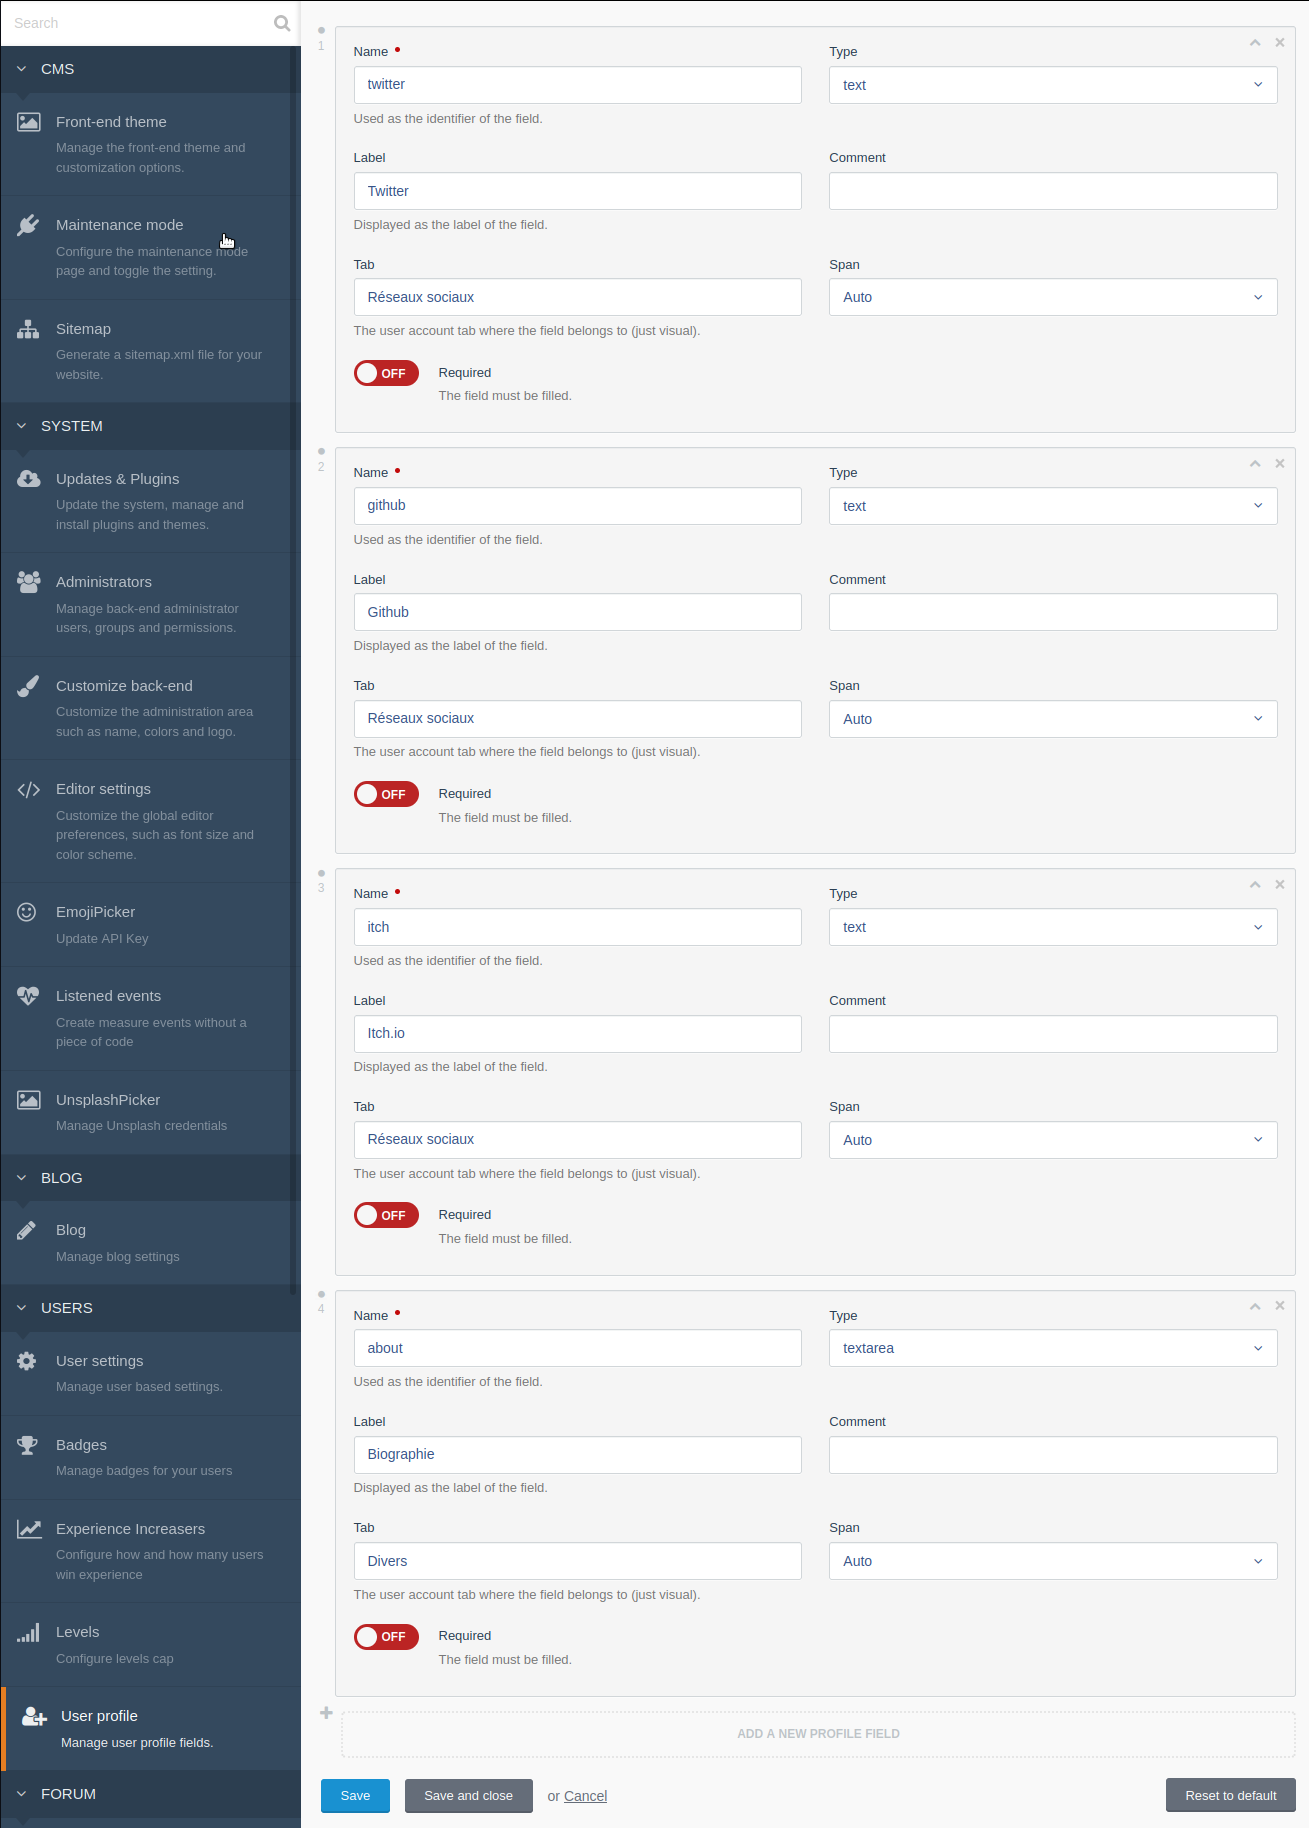 Search
CMS
Front-end theme
Manage the front-end theme and
customization options.
Maintenance mode
Configure the maintenance mode
page and toggle the setting.
Sitemap
Generate a sitemap.xml file for your
website.
SYSTEM
Updates & Plugins
Update the system, manage and
install plugins and themes.
Administrators
Manage back-end administrator
users, groups and permissions.
Customize back-end
Customize the administration area
such as name, colors and logo.
Editor settings
Customize the global editor
preferences, such as font size and
color scheme.
EmojiPicker
Update API Key
Listened events
Create measure events without a
piece of code
UnsplashPicker
Manage Unsplash credentials
BLOG
Blog
Manage blog settings
USERS
User settings
Manage user based settings.
Badges
Manage badges for your users
Experience Increasers
Configure how and how many users
win experience
Levels
Configure levels cap
User profile
Manage user profile fields.
FORUM
1
Name Type
twitter text
Used as the identifier of the field.
Label Comment
Twitter
Displayed as the label of the field.
Tab Span
Réseaux sociaux Auto
The user account tab where the field belongs to (just visual).
OFF Required
The field must be filled.
2
Name Type
github text
Used as the identifier of the field.
Label Comment
Github
Displayed as the label of the field.
Tab Span
Réseaux sociaux Auto
The user account tab where the field belongs to (just visual).
OFF Required
The field must be filled.
3
Name Type
itch text
Used as the identifier of the field.
Label Comment
Itch.io
Displayed as the label of the field.
Tab Span
Réseaux sociaux Auto
The user account tab where the field belongs to (just visual).
OFF Required
The field must be filled.
4
Name Type
about textarea
Used as the identifier of the field.
Label Comment
Biographie
Displayed as the label of the field.
Tab Span
Divers Auto
The user account tab where the field belongs to (just visual).
OFF Required
The field must be filled.
ADD A NEW PROFILE FIELD
Save Save and close or Cancel Reset to default